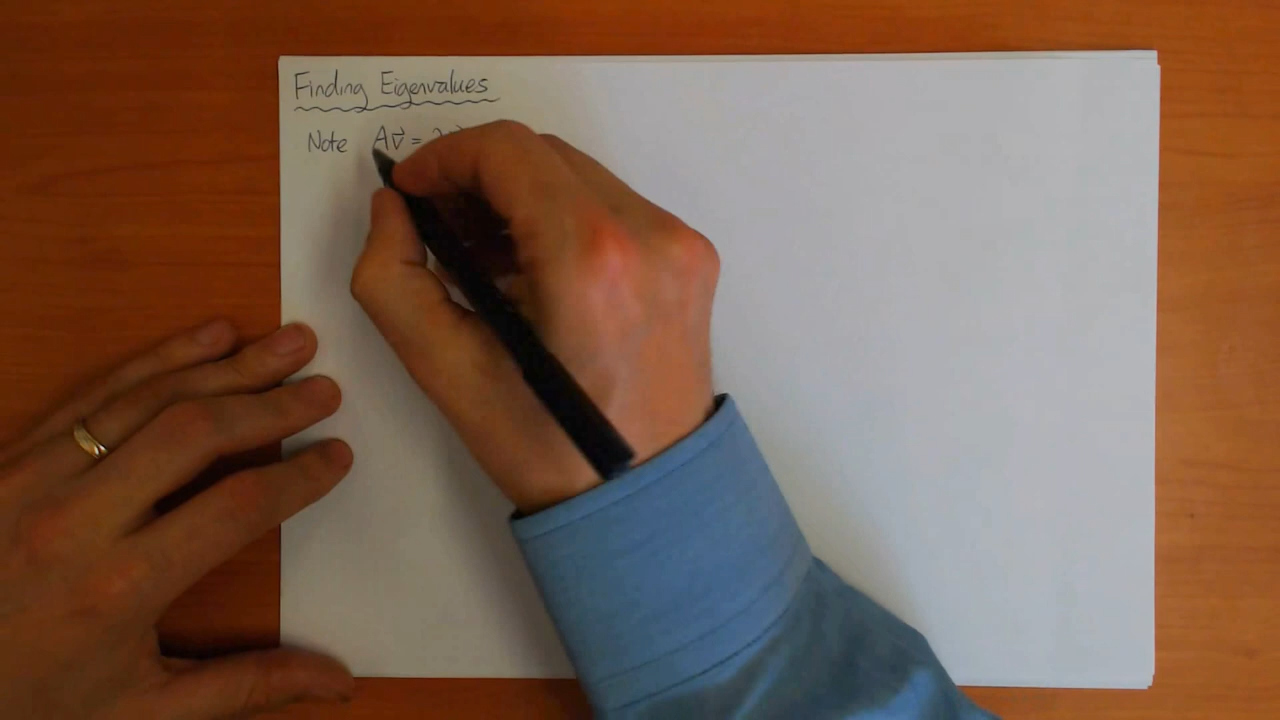 Finding Eigenvalues
Note Av⃗ =